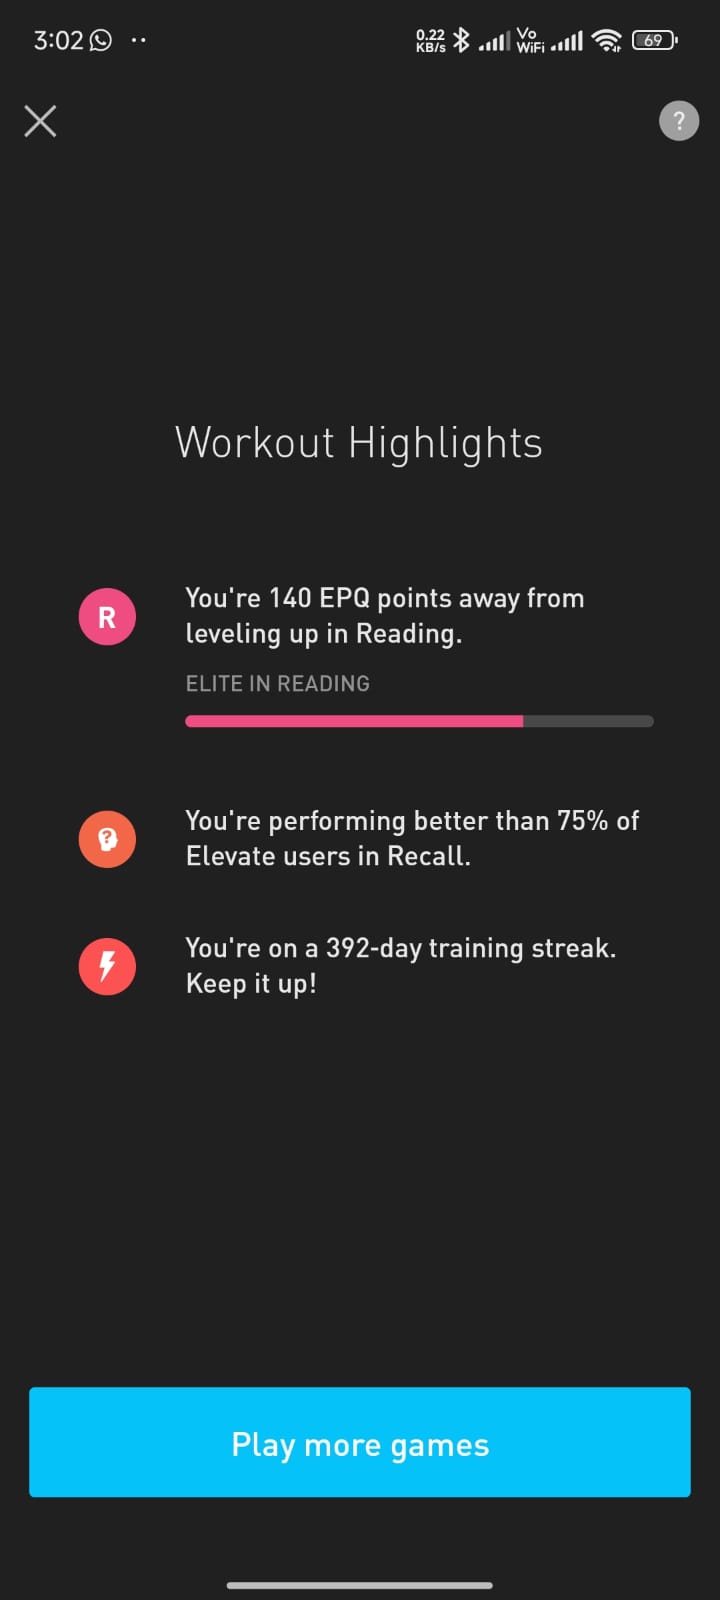 3:02
0.22
KB/s
Vo
WiFi
69
?
Workout Highlights
R
You're 140 EPQ points away from
leveling up in Reading.
ELITE IN READING
?
You're performing better than 75% of
Elevate users in Recall.
You're on a 392-day training streak.
Keep it up!
Play more games